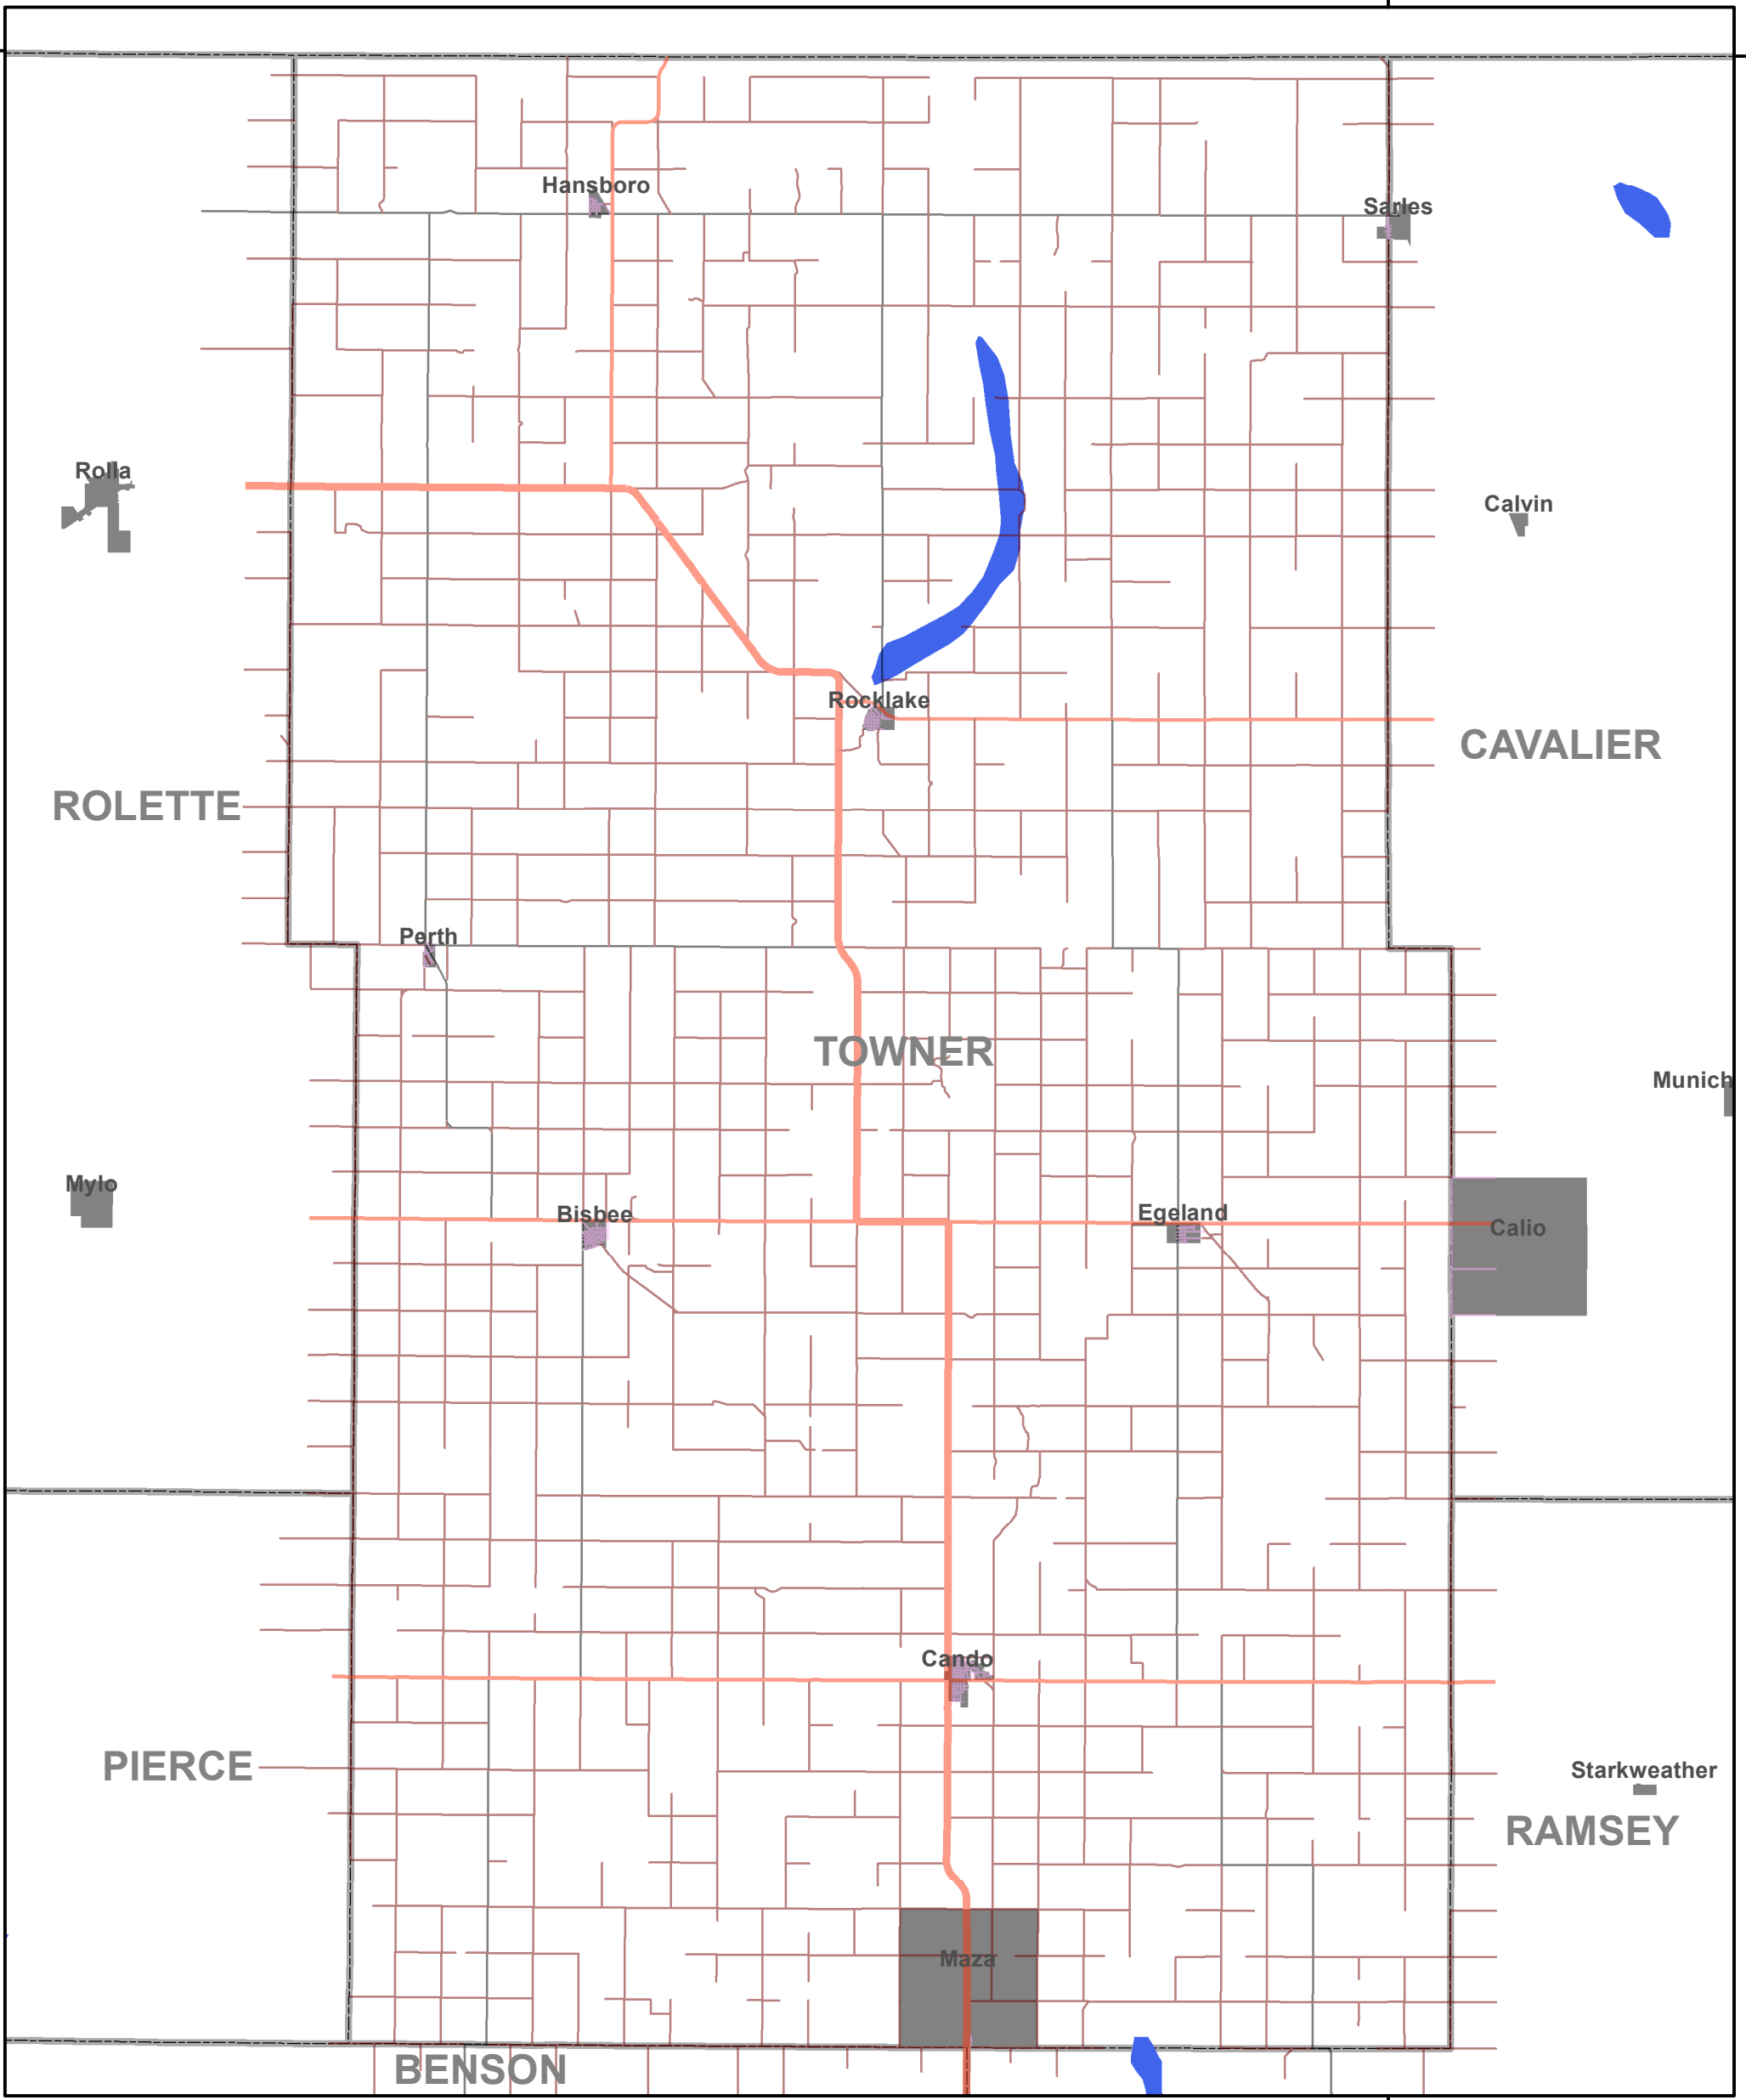 Hansboro
Sarles
Rolla
Calvin
Rocklake
CAVALIER
ROLETTE
Perth
TOWNER
Munich
Mylo
Bisbee
Egeland
Calio
Cando
PIERCE
Starkweather
RAMSEY
Maza
BENSON